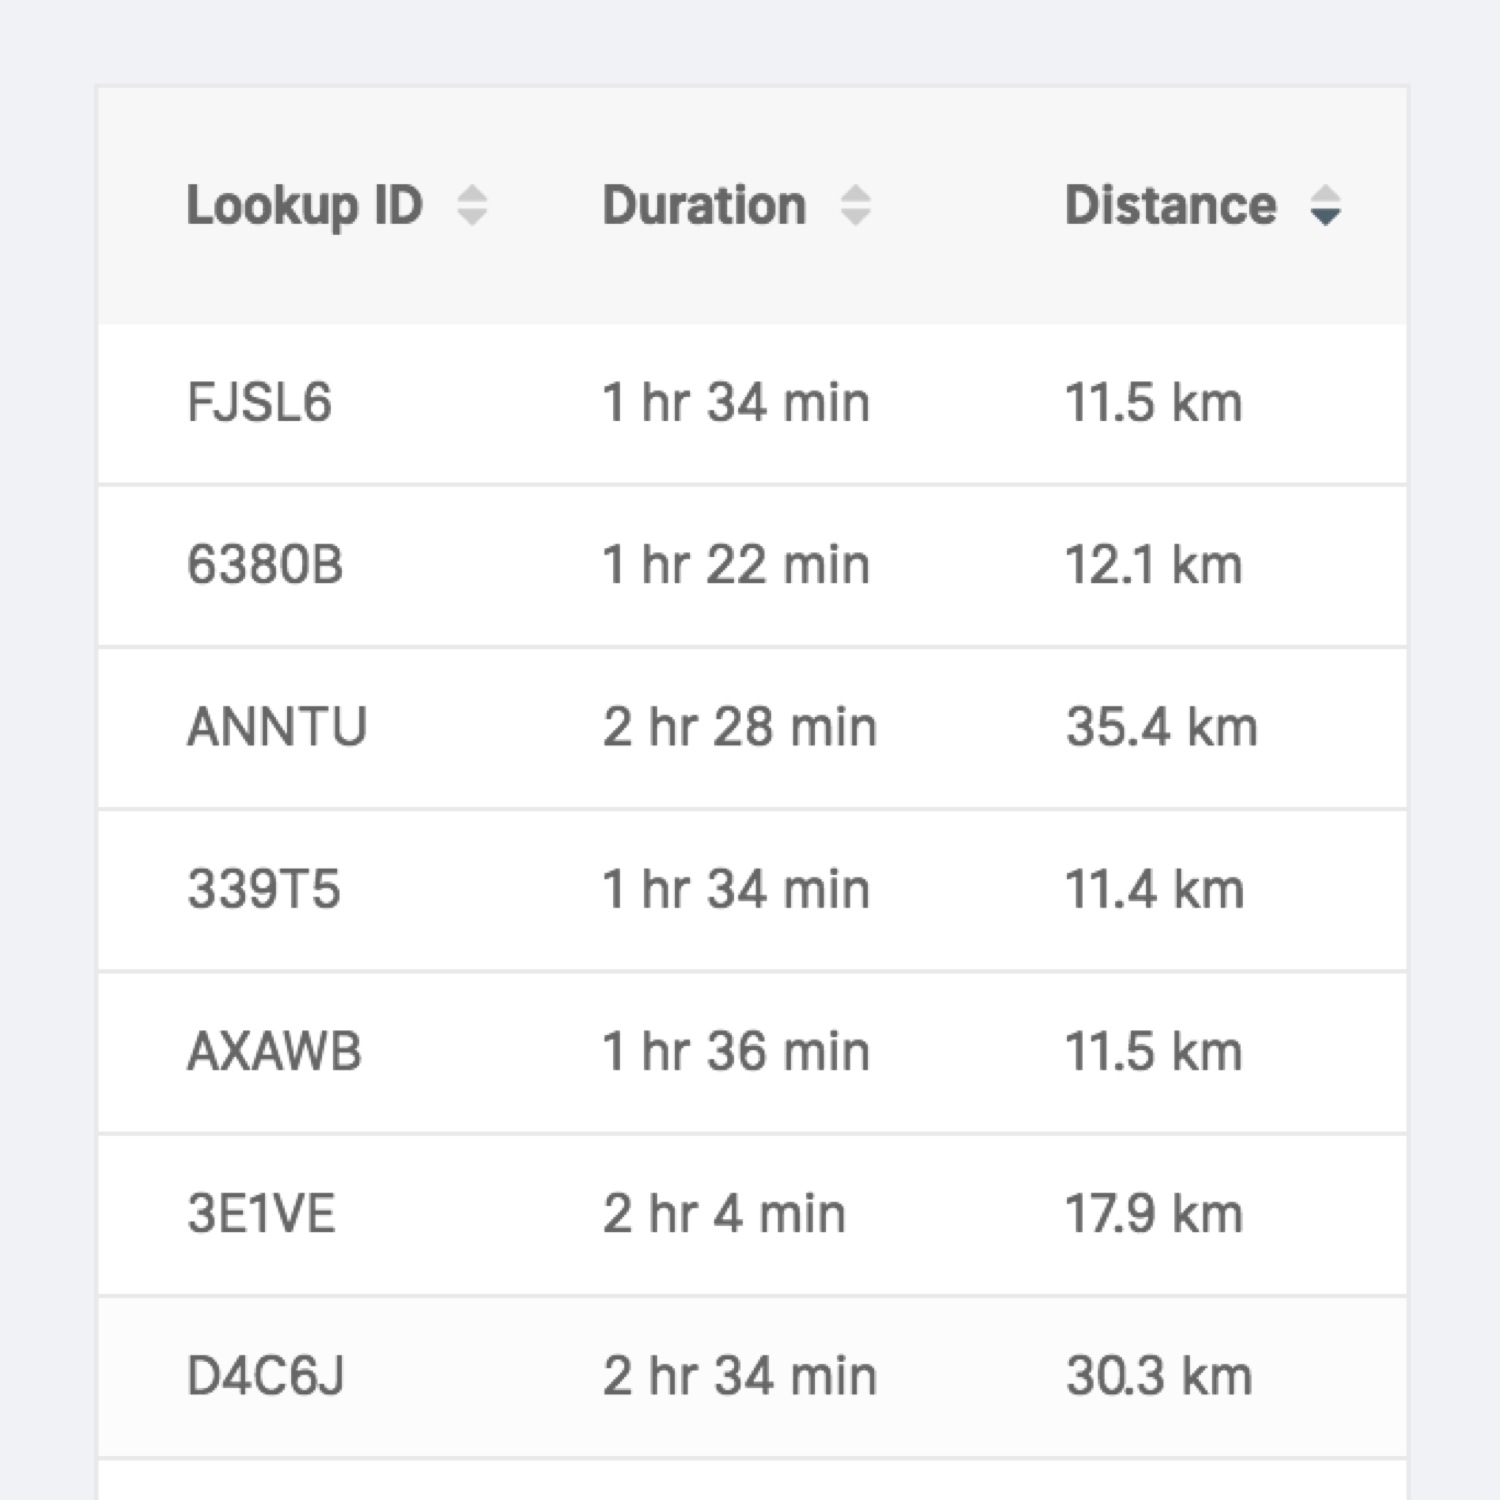 Lookup ID Duration Distance
FJSL6 1 hr 34 min 11.5 km
6380B 1 hr 22 min 12.1 km
ANNTU 2 hr 28 min 35.4 km
339T5 1 hr 34 min 11.4 km
AXAWB 1 hr 36 min 11.5 km
3E1VE 2 hr 4 min 17.9 km
D4C6J 2 hr 34 min 30.3 km